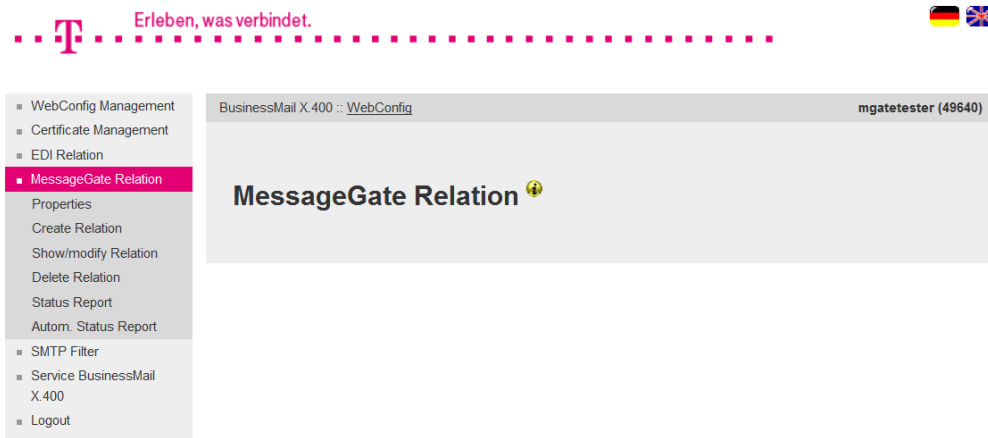 Erleben, was verbindet.
T
WebConfig Management
Certificate Management
EDI Relation
MessageGate Relation
Properties
Create Relation
Show/modify Relation
Delete Relation
Status Report
Autom. Status Report
SMTP Filter
Service BusinessMail
X.400
Logout
BusinessMail X.400 :: WebConfig
mgatetester (49640)
MessageGate Relation